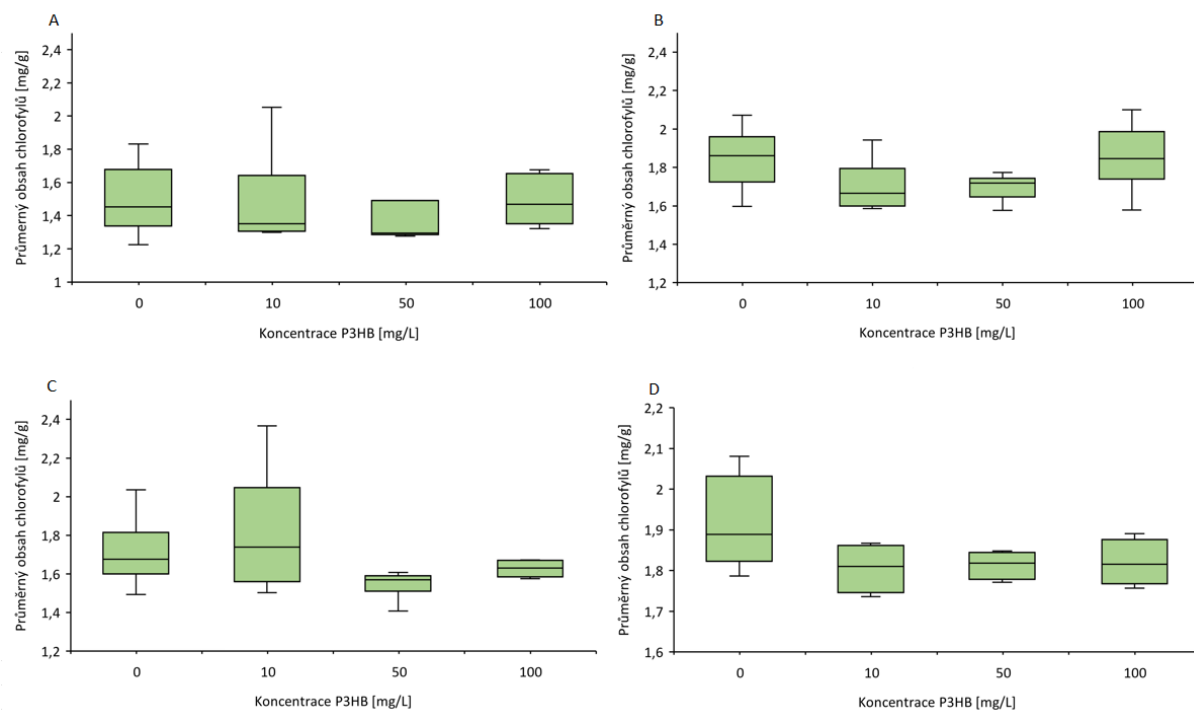 A
Průmerný obsah chlorofylů [mg/g]
2,4
2,2
2
1,8
1,6
1,4
1,2
1
0 10 50 100
Koncentrace P3HB [mg/L]
B
Průměrný obsah chlorofylů [mg/g]
2,4
2,2
2
1,8
1,6
1,4
1,2
0 10 50 100
Koncentrace P3HB [mg/L]
C
Průměrný obsah chlorofylů [mg/g]
2,4
2,2
2
1,8
1,6
1,4
1,2
0 10 50 100
Koncentrace P3HB [mg/L]
D
Průměrný obsah chlorofylů [mg/g]
2,2
2,1
2
1,9
1,8
1,7
1,6
0 10 50 100
Koncentrace P3HB [mg/L]